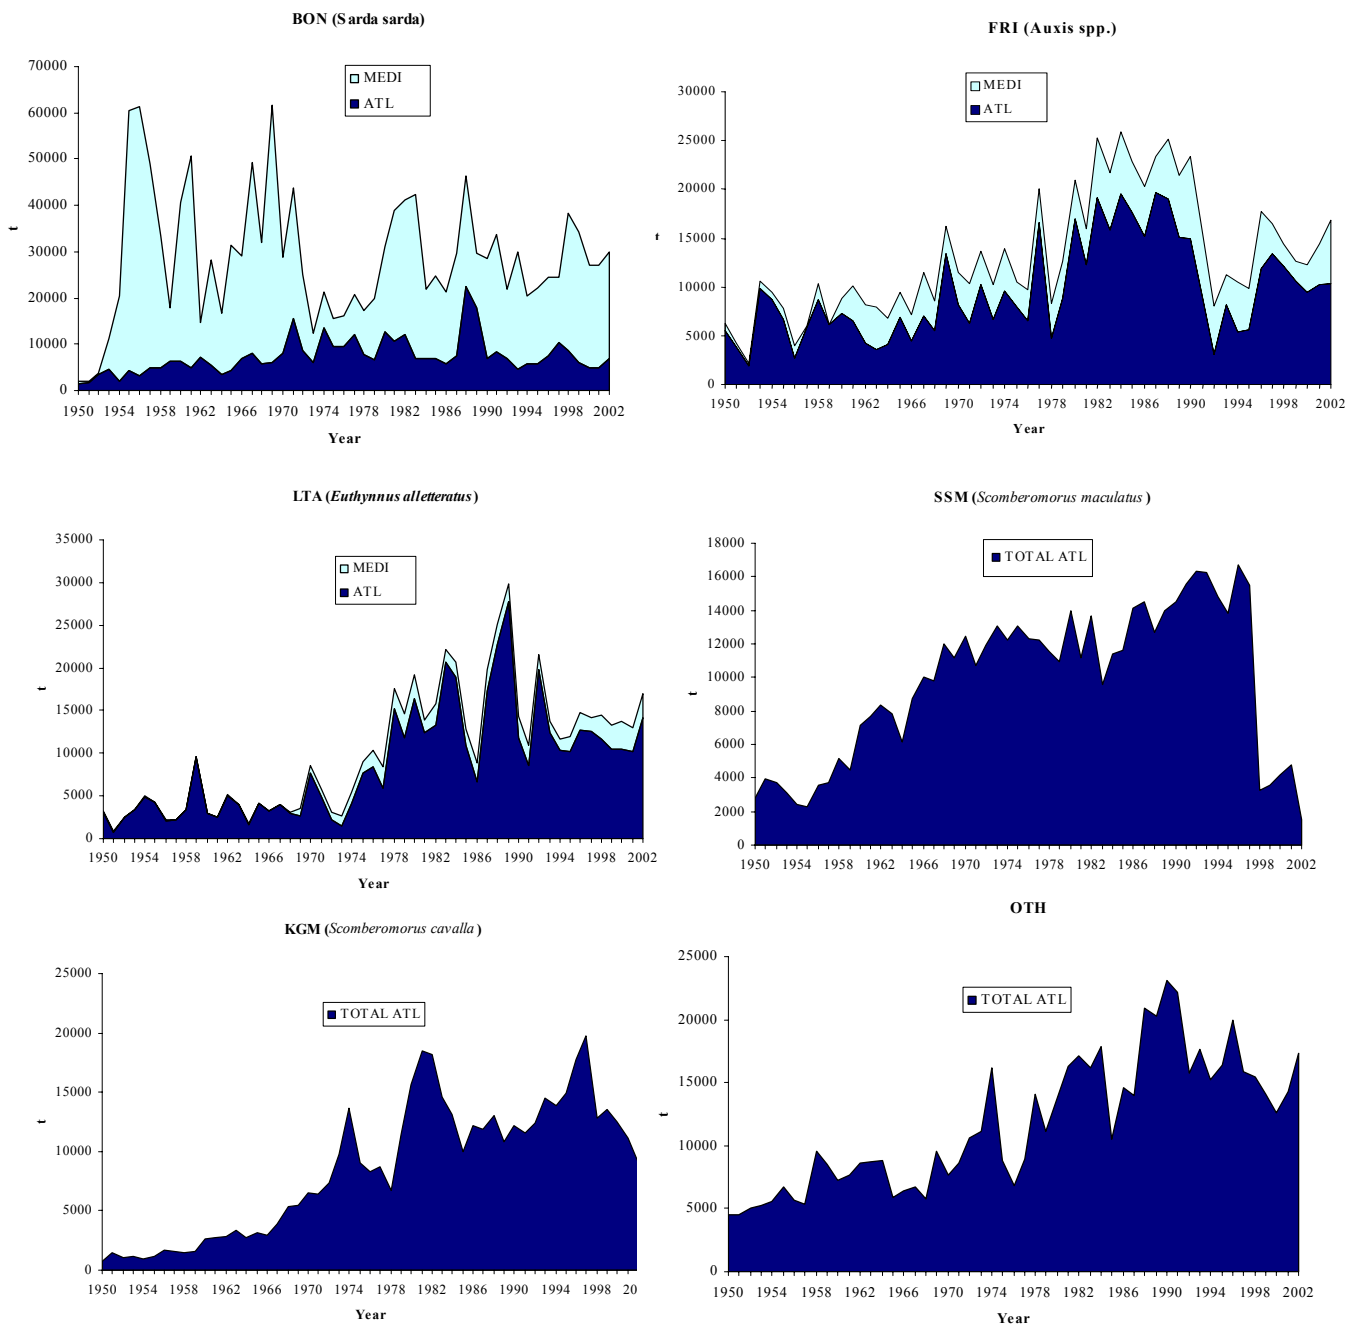 BON (Sarda sarda)
70000
60000
50000
40000
30000
20000
10000
0
t
MEDI
ATL
1950 1954 1958 1962 1966 1970 1974 1978 1982 1986 1990 1994 1998 2002
Year
FRI (Auxis spp.)
30000
25000
20000
15000
10000
5000
0
t
MEDI
ATL
1950 1954 1958 1962 1966 1970 1974 1978 1982 1986 1990 1994 1998 2002
Year
LTA (Euthynnus alletteratus)
35000
30000
25000
20000
15000
10000
5000
0
t
MEDI
ATL
1950 1954 1958 1962 1966 1970 1974 1978 1982 1986 1990 1994 1998 2002
Year
SSM (Scomberomorus maculatus)
18000
16000
14000
12000
10000
8000
6000
4000
2000
0
t
TOTAL ATL
1950 1954 1958 1962 1966 1970 1974 1978 1982 1986 1990 1994 1998 2002
Year
KGM (Scomberomorus cavalla)
25000
20000
15000
10000
5000
0
t
TOTAL ATL
1950 1954 1958 1962 1966 1970 1974 1978 1982 1986 1990 1994 1998 20
Year
OTH
25000
20000
15000
10000
5000
0
t
TOTAL ATL
1950 1954 1958 1962 1966 1970 1974 1978 1982 1986 1990 1994 1998 2002
Year